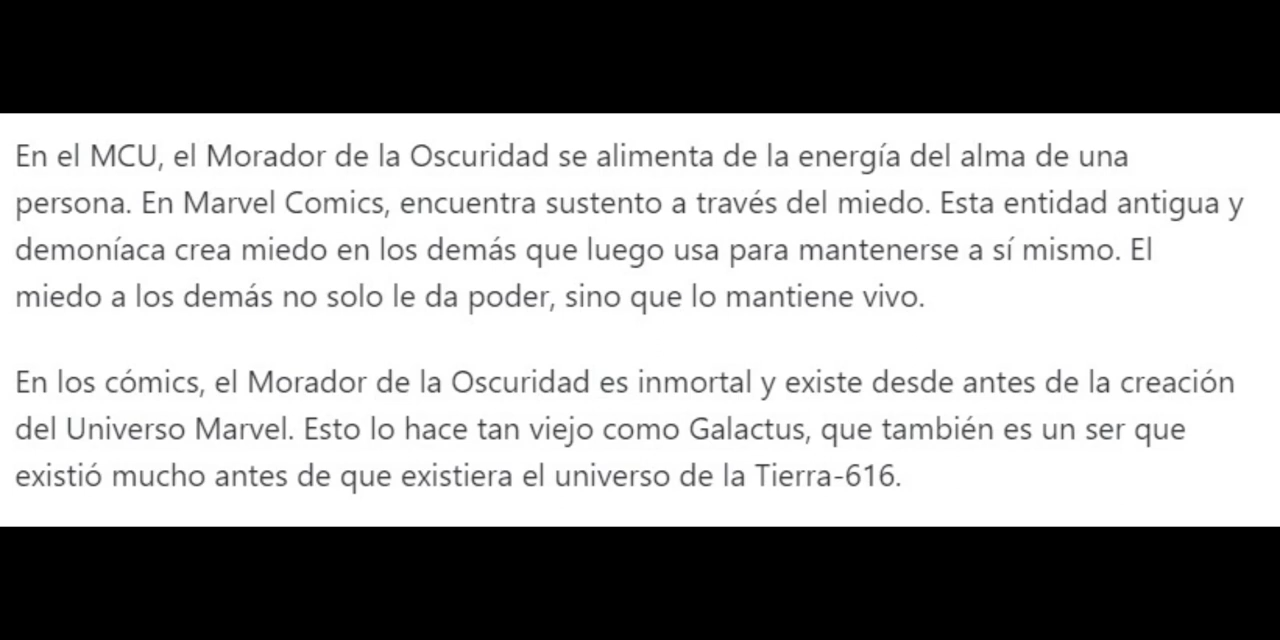 En el MCU, el Morador de la Oscuridad se alimenta de la energía del alma de una
persona. En Marvel Comics, encuentra sustento a través del miedo. Esta entidad antigua y
demoníaca crea miedo en los demás que luego usa para mantenerse a sí mismo. El
miedo a los demás no solo le da poder, sino que lo mantiene vivo.
En los cómics, el Morador de la Oscuridad es inmortal y existe desde antes de la creación
del Universo Marvel. Esto lo hace tan viejo como Galactus, que también es un ser que
existió mucho antes de que existiera el universo de la Tierra-616.